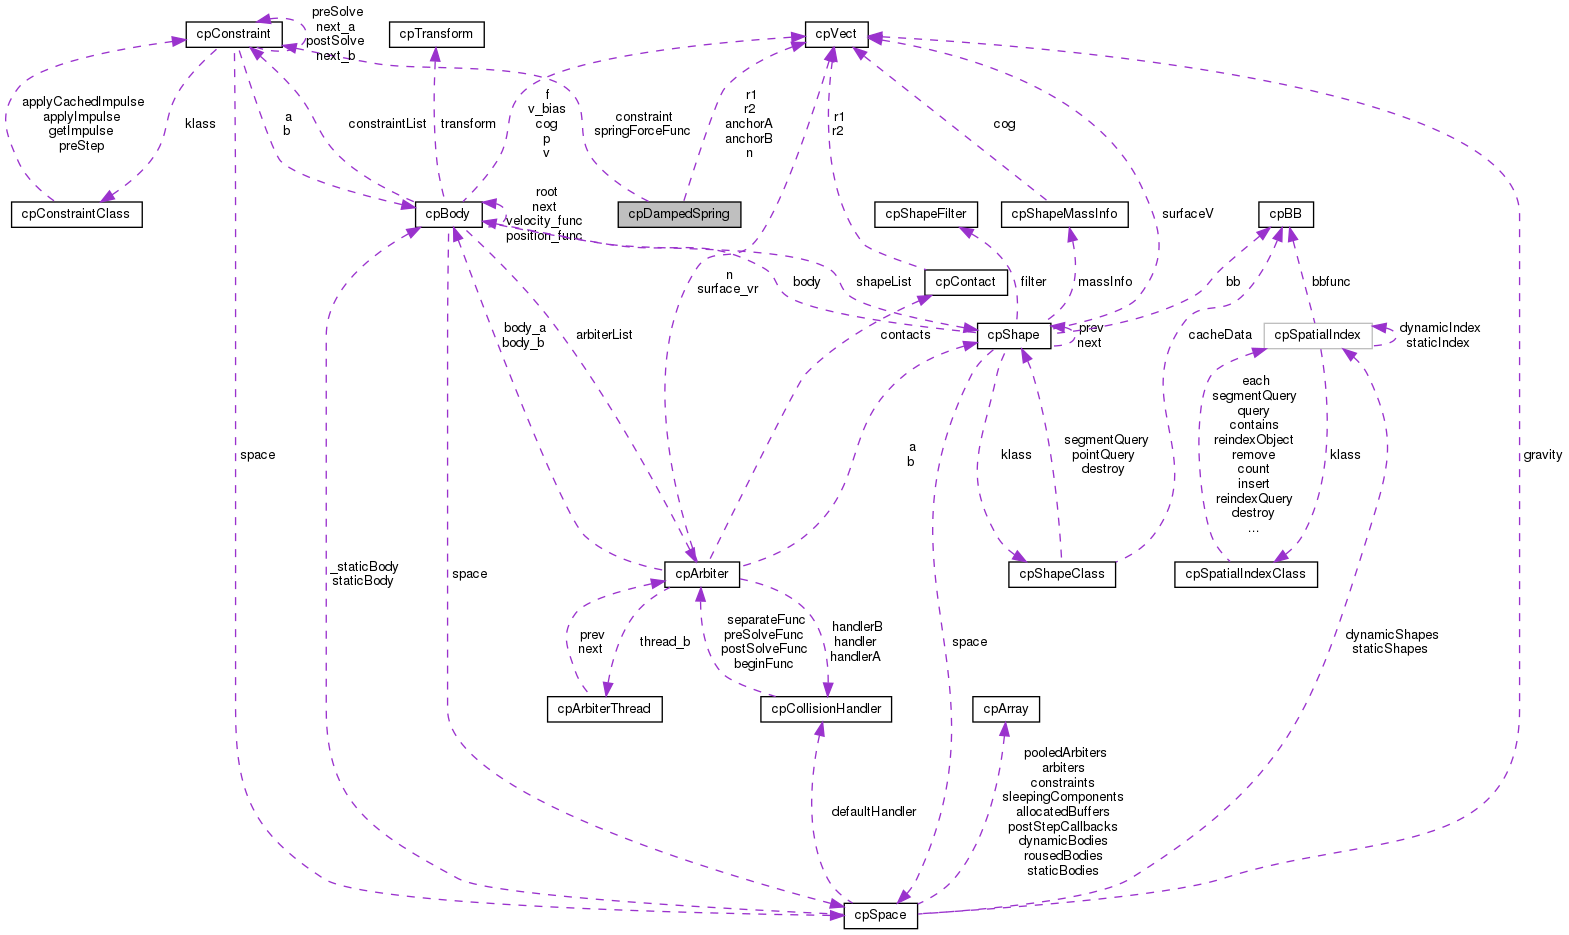 preSolve
next_a
postSolve
next_b
cpConstraint
cpTransform
cpVect
applyCachedImpulse
applyImpulse
getImpulse
preStep
klass
a
b
constraintList
transform
f
v_bias
cog
p
v
constraint
springForceFunc
r1
r2
anchorA
anchorB
n
r1
r2
cog
cpConstraintClass
cpBody
root
next
velocity_func
position_func
cpDampedSpring
cpShapeFilter
cpShapeMassInfo
surfaceV
cpBB
n
surface_vr
body
shapeList
cpContact
filter
massInfo
bb
bbfunc
body_a
body_b
arbiterList
contacts
cpShape
prev
next
cacheData
cpSpatialIndex
dynamicIndex
staticIndex
each
segmentQuery
query
contains
reindexObject
remove
count
insert
reindexQuery
destroy
...
space
a
b
klass
segmentQuery
pointQuery
destroy
klass
gravity
_staticBody
staticBody
space
cpArbiter
cpShapeClass
cpSpatialIndexClass
prev
next
thread_b
separateFunc
preSolveFunc
postSolveFunc
beginFunc
handlerB
handler
handlerA
space
dynamicShapes
staticShapes
cpArbiterThread
cpCollisionHandler
cpArray
defaultHandler
pooledArbiters
arbiters
constraints
sleepingComponents
allocatedBuffers
postStepCallbacks
dynamicBodies
rousedBodies
staticBodies
cpSpace